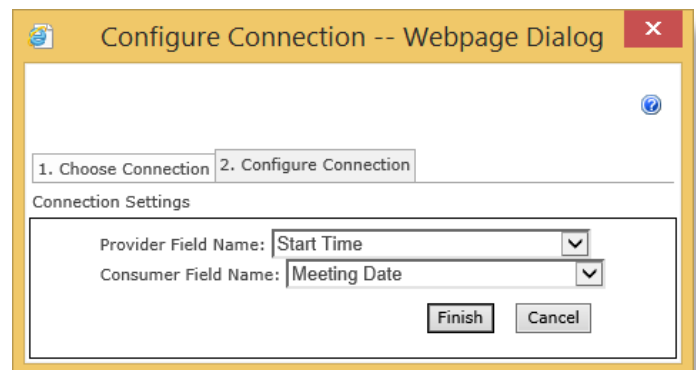 Configure Connection -- Webpage Dialog
1. Choose Connection 2. Configure Connection
Connection Settings
Provider Field Name: Start Time
Consumer Field Name: Meeting Date
Finish Cancel